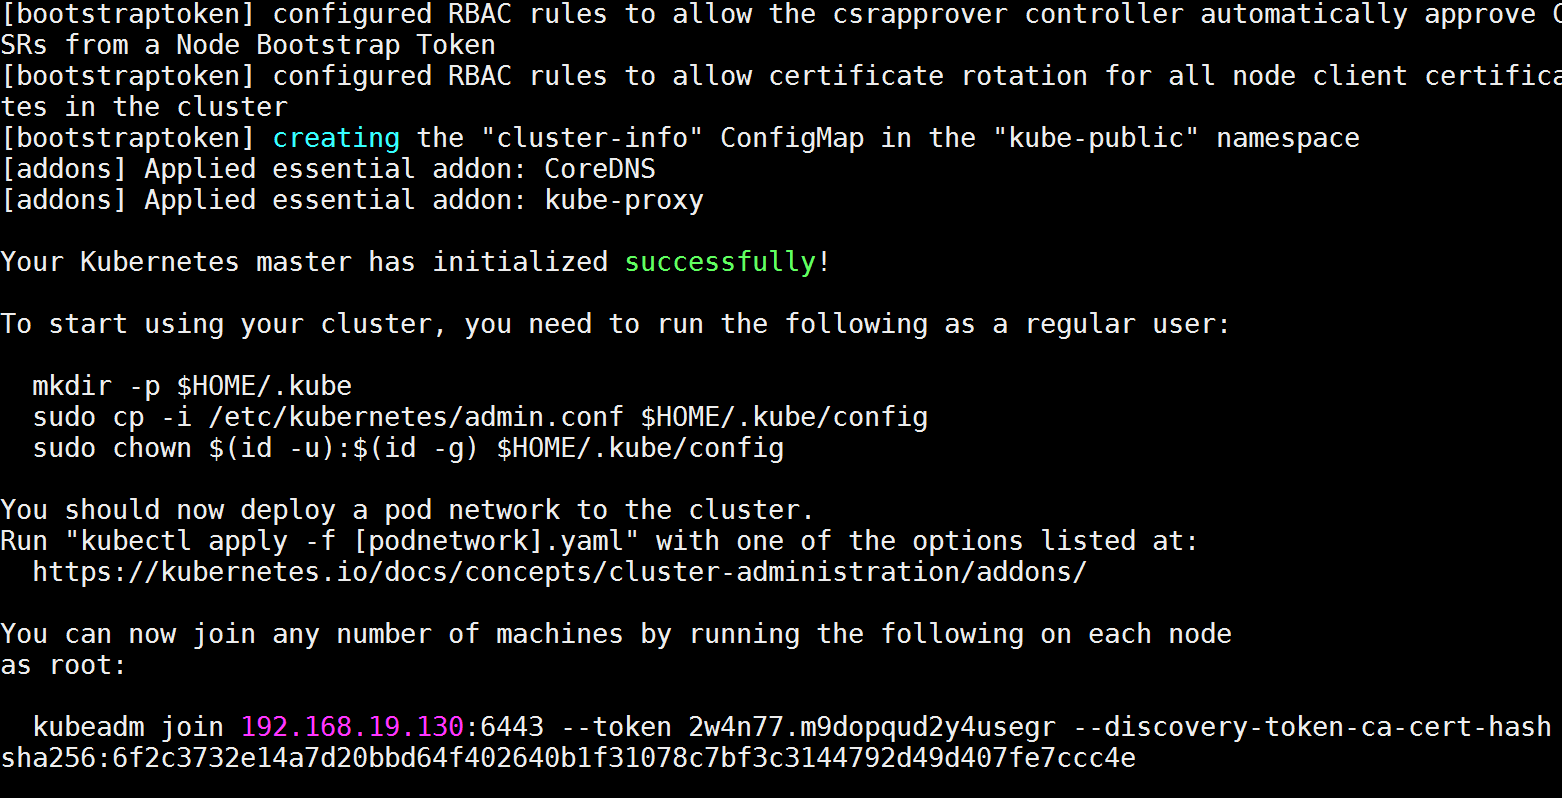 [bootstraptoken] configured RBAC rules to allow the csrapprover controller automatically approve C
SRs from a Node Bootstrap Token
[bootstraptoken] configured RBAC rules to allow certificate rotation for all node client certifica
tes in the cluster
[bootstraptoken] creating the "cluster-info" ConfigMap in the "kube-public" namespace
[addons] Applied essential addon: CoreDNS
[addons] Applied essential addon: kube-proxy
Your Kubernetes master has initialized successfully!
To start using your cluster, you need to run the following as a regular user:
mkdir -p $HOME/.kube
sudo cp -i /etc/kubernetes/admin.conf $HOME/.kube/config
sudo chown $(id -u):$(id -g) $HOME/.kube/config
You should now deploy a pod network to the cluster.
Run "kubectl apply -f [podnetwork].yaml" with one of the options listed at:
https://kubernetes.io/docs/concepts/cluster-administration/addons/
You can now join any number of machines by running the following on each node
as root:
kubeadm join 192.168.19.130:6443 --token 2w4n77.m9dopqud2y4usegr --discovery-token-ca-cert-hash
sha256:6f2c3732e14a7d20bbd64f402640b1f31078c7bf3c3144792d49d407fe7ccc4e